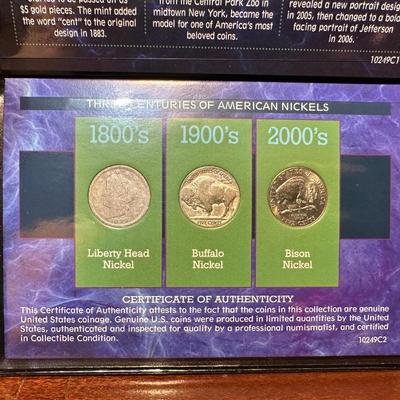 started to be passed on as
$5 gold pieces. The mint added
the word "cent" to the original
design in 1883.
from the Central Park Zoo in
midtown New York, became the
model for one of America's most
beloved coins.
revealed a new portrait design
in 2005, then changed to a bold
facing portrait of Jefferson
in 2006.
10249C1
THREE CENTURIES OF AMERICAN NICKELS
1800's
1900's
2000's
FIVE CENTS
Liberty Head
Nickel
Buffalo
Nickel
Bison
Nickel
CERTIFICATE OF AUTHENTICITY
This Certificate of Authenticity attests to the fact that the coins in this collection are genuine
United States coinage. Genuine U.S. coins were produced in limited quantities by the United
States, authenticated and inspected for quality by a professional numismatist, and certified
in Collectible Condition.
10249C2